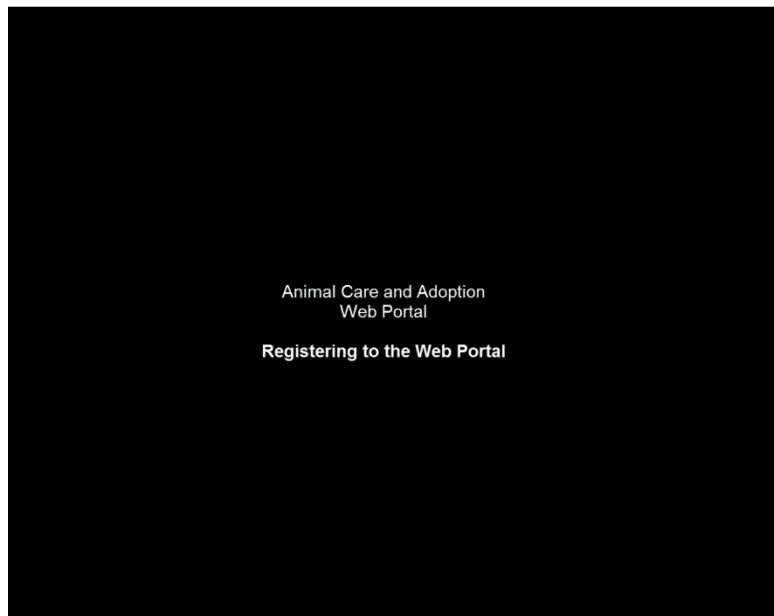 Animal Care and Adoption
Web Portal
Registering to the Web Portal